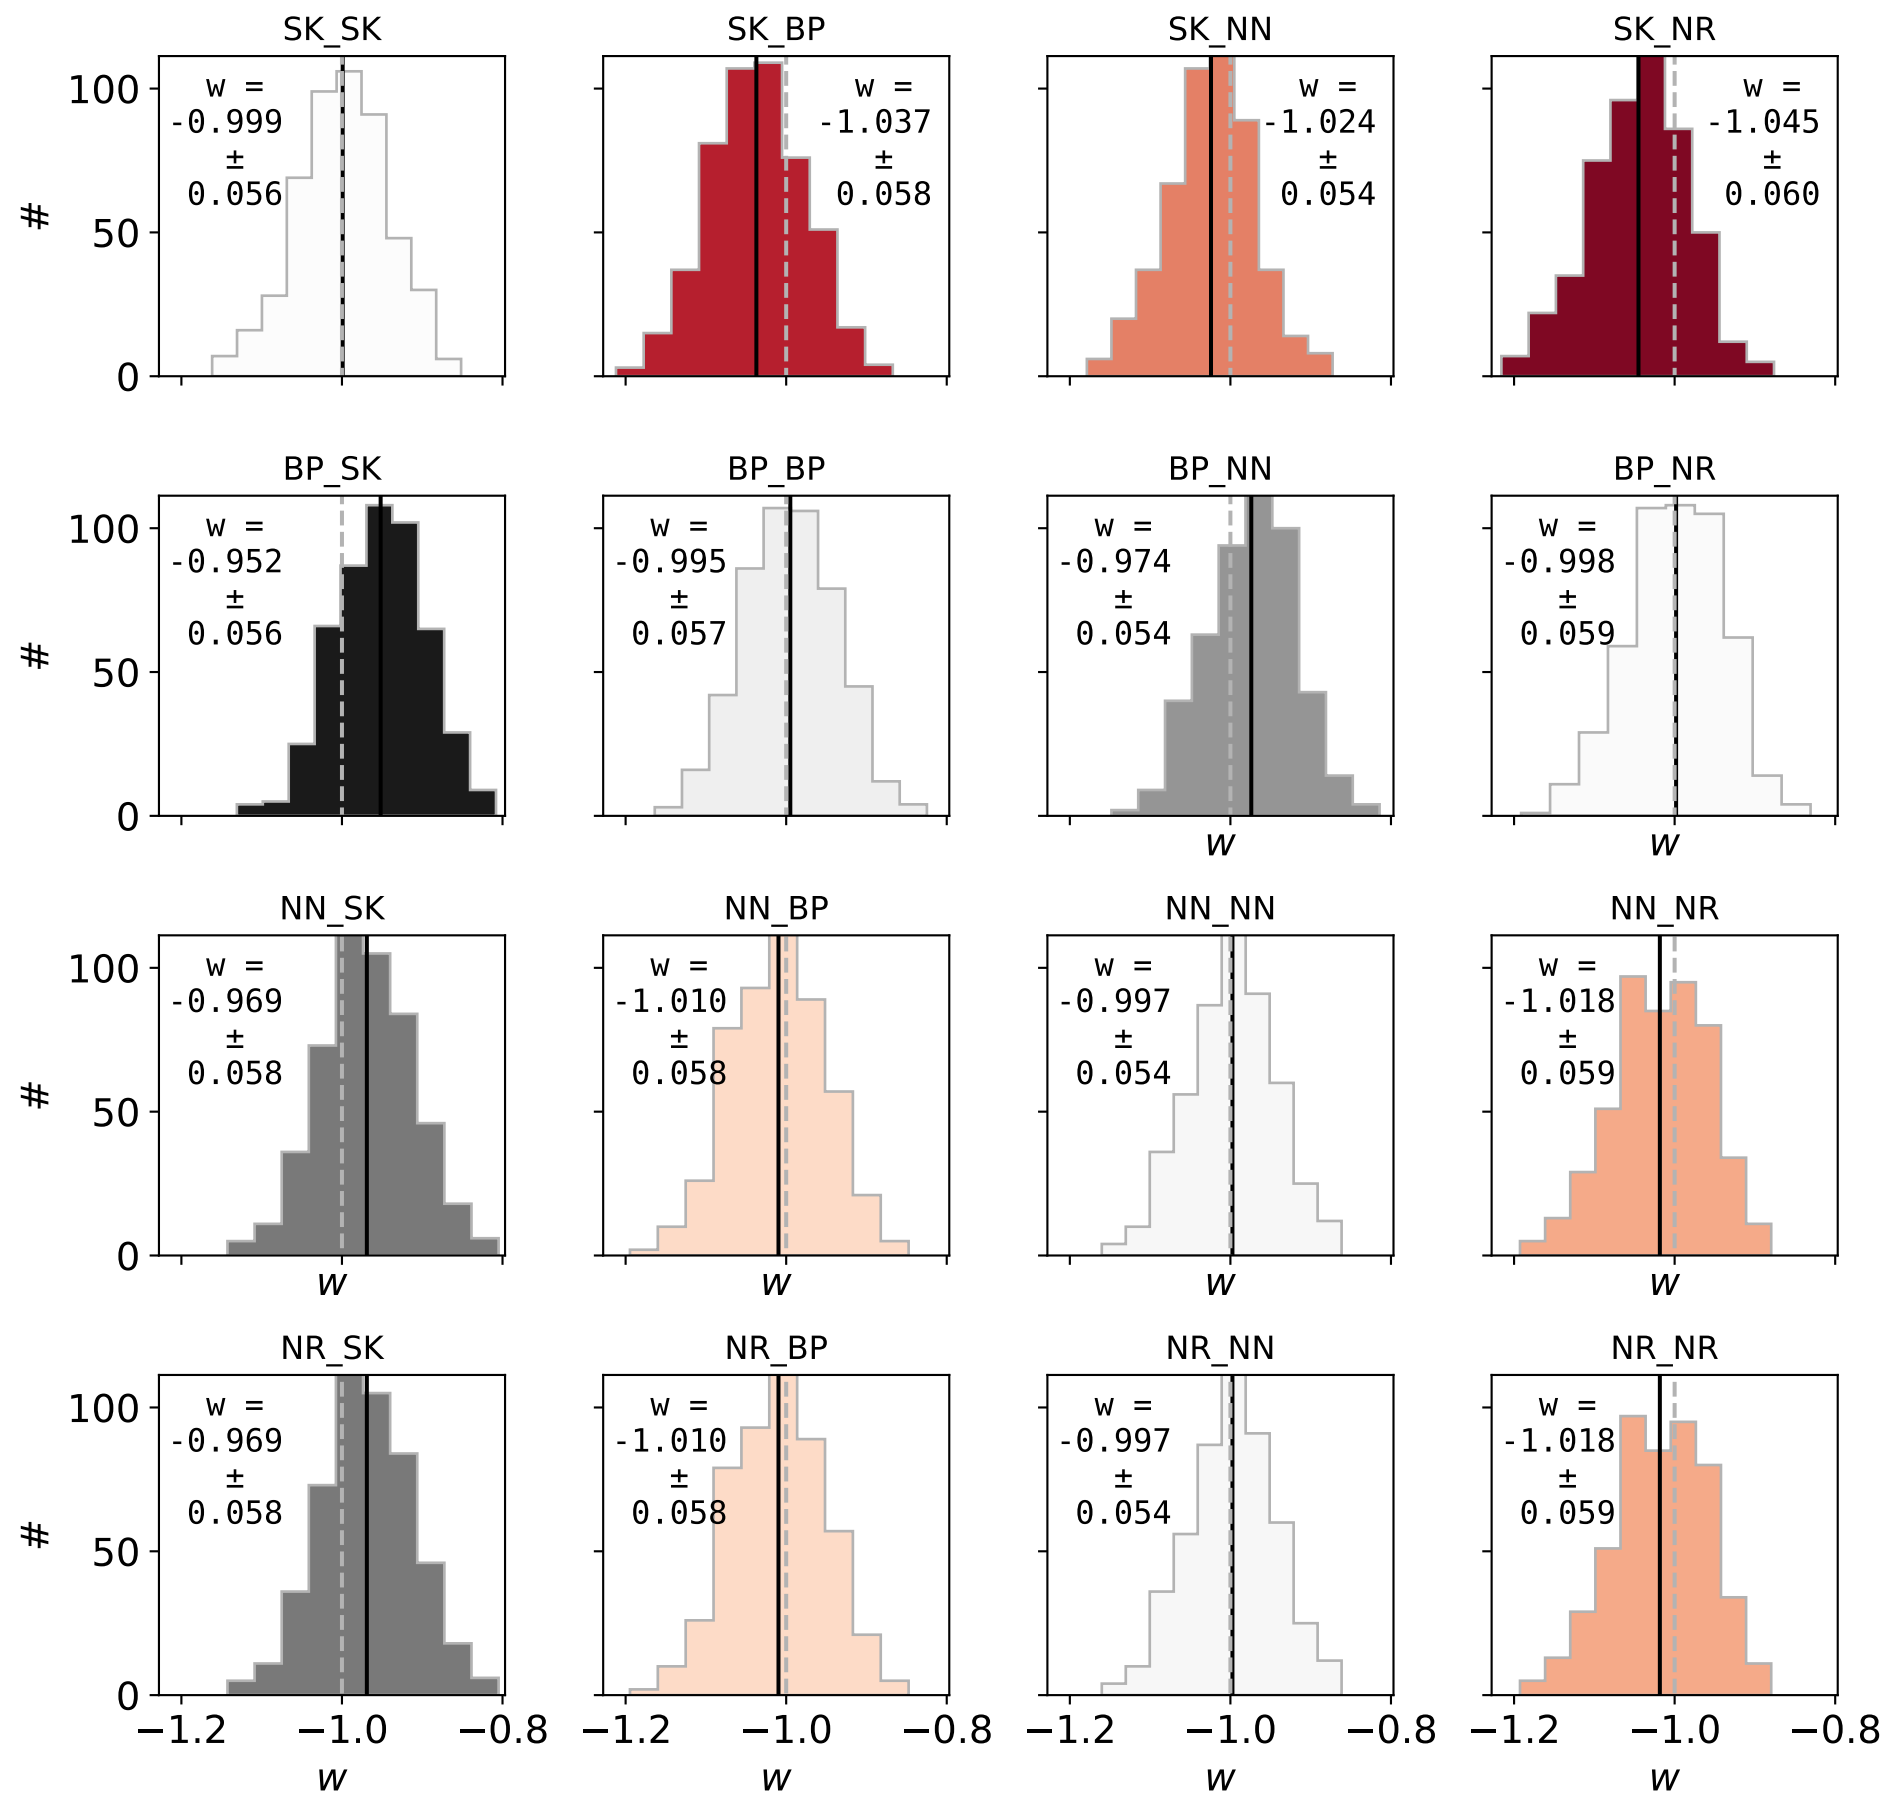 SK_SK
SK_BP
SK_NN
SK_NR
#
100
50
0
w =
-0.999
±
0.056
w =
-1.037
±
0.058
w =
-1.024
±
0.054
w =
-1.045
±
0.060
BP_SK
BP_BP
BP_NN
BP_NR
#
100
50
0
w =
-0.952
±
0.056
w =
-0.995
±
0.057
w =
-0.974
±
0.054
w =
-0.998
±
0.059
w
w
NN_SK
NN_BP
NN_NN
NN_NR
#
100
50
0
w =
-0.969
±
0.058
w =
-1.010
±
0.058
w =
-0.997
±
0.054
w =
-1.018
±
0.059
w
w
w
w
NR_SK
NR_BP
NR_NN
NR_NR
#
100
50
0
w =
-0.969
±
0.058
w =
-1.010
±
0.058
w =
-0.997
±
0.054
w =
-1.018
±
0.059
−1.2 −1.0 −0.8
−1.2 −1.0 −0.8
−1.2 −1.0 −0.8
−1.2 −1.0 −0.8
w
w
w
w